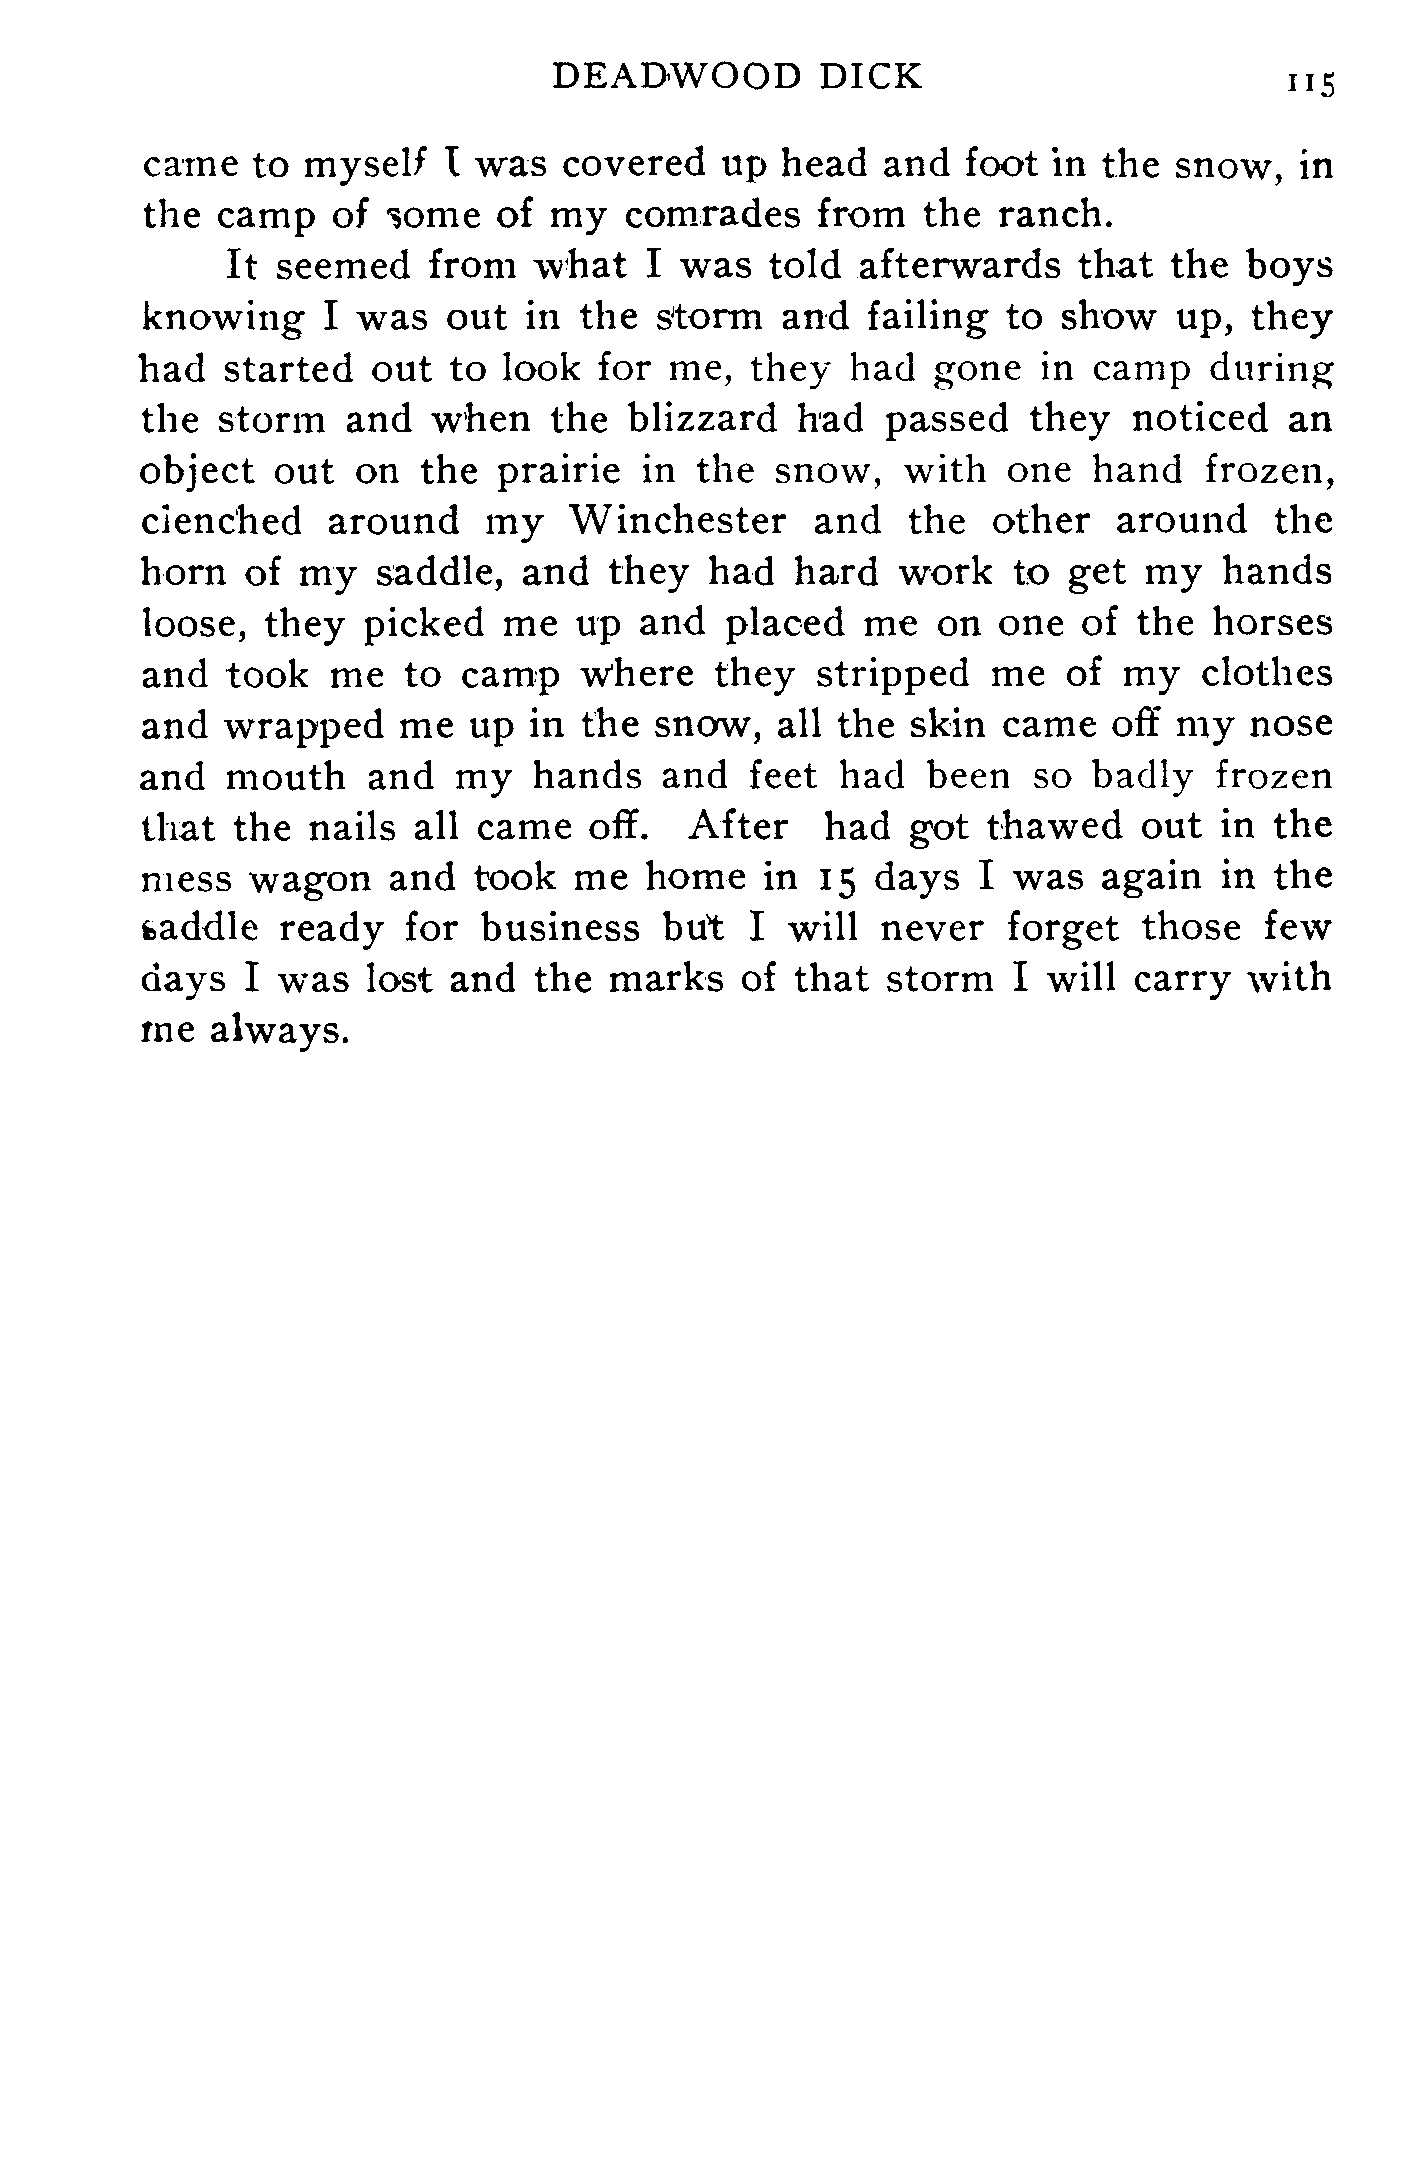 DEADWOOD DICK 115
came to myself I was covered up head and foot in the snow, in
the camp of some of my comrades from the ranch.
It seemed from what I was told afterwards that the boys
knowing I was out in the storm and failing to show up, they
had started out to look for me, they had gone in camp during
the storm and when the blizzard had passed they noticed an
object out on the prairie in the snow, with one hand frozen,
clenched around my Winchester and the other around the
horn of my saddle, and they had hard work to get my hands
loose, they picked me up and placed me on one of the horses
and took me to camp where they stripped me of my clothes
and wrapped me up in the snow, all the skin came off my nose
and mouth and my hands and feet had been so badly frozen
that the nails all came off. After had got thawed out in the
mess wagon and took me home in 15 days I was again in the
saddle ready for business but I will never forget those few
days I was lost and the marks of that storm I will carry with
me always.